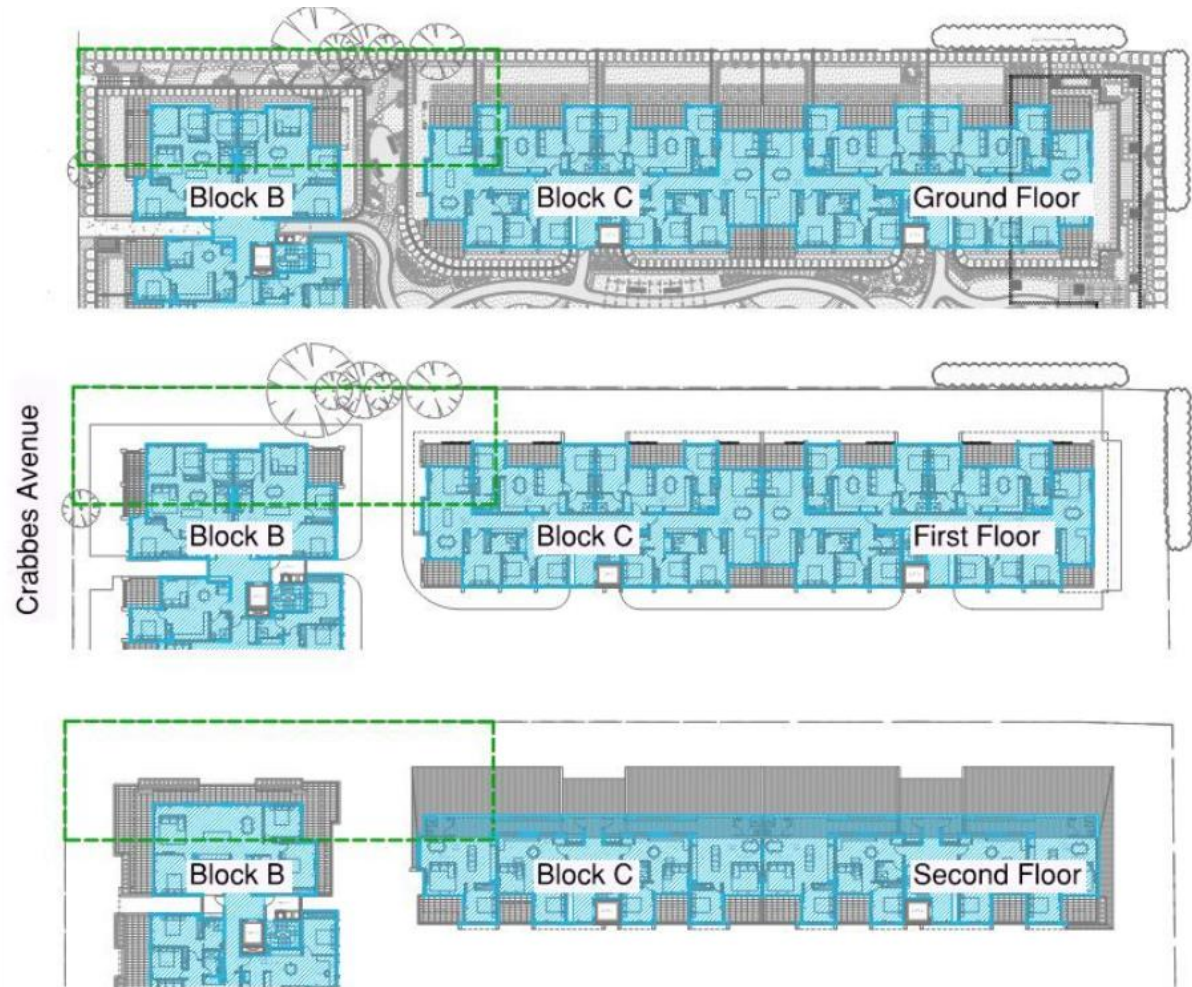 Block B
Block C
Ground Floor
Crabbes Avenue
Block B
Block C
First Floor
Block B
Block C
Second Floor